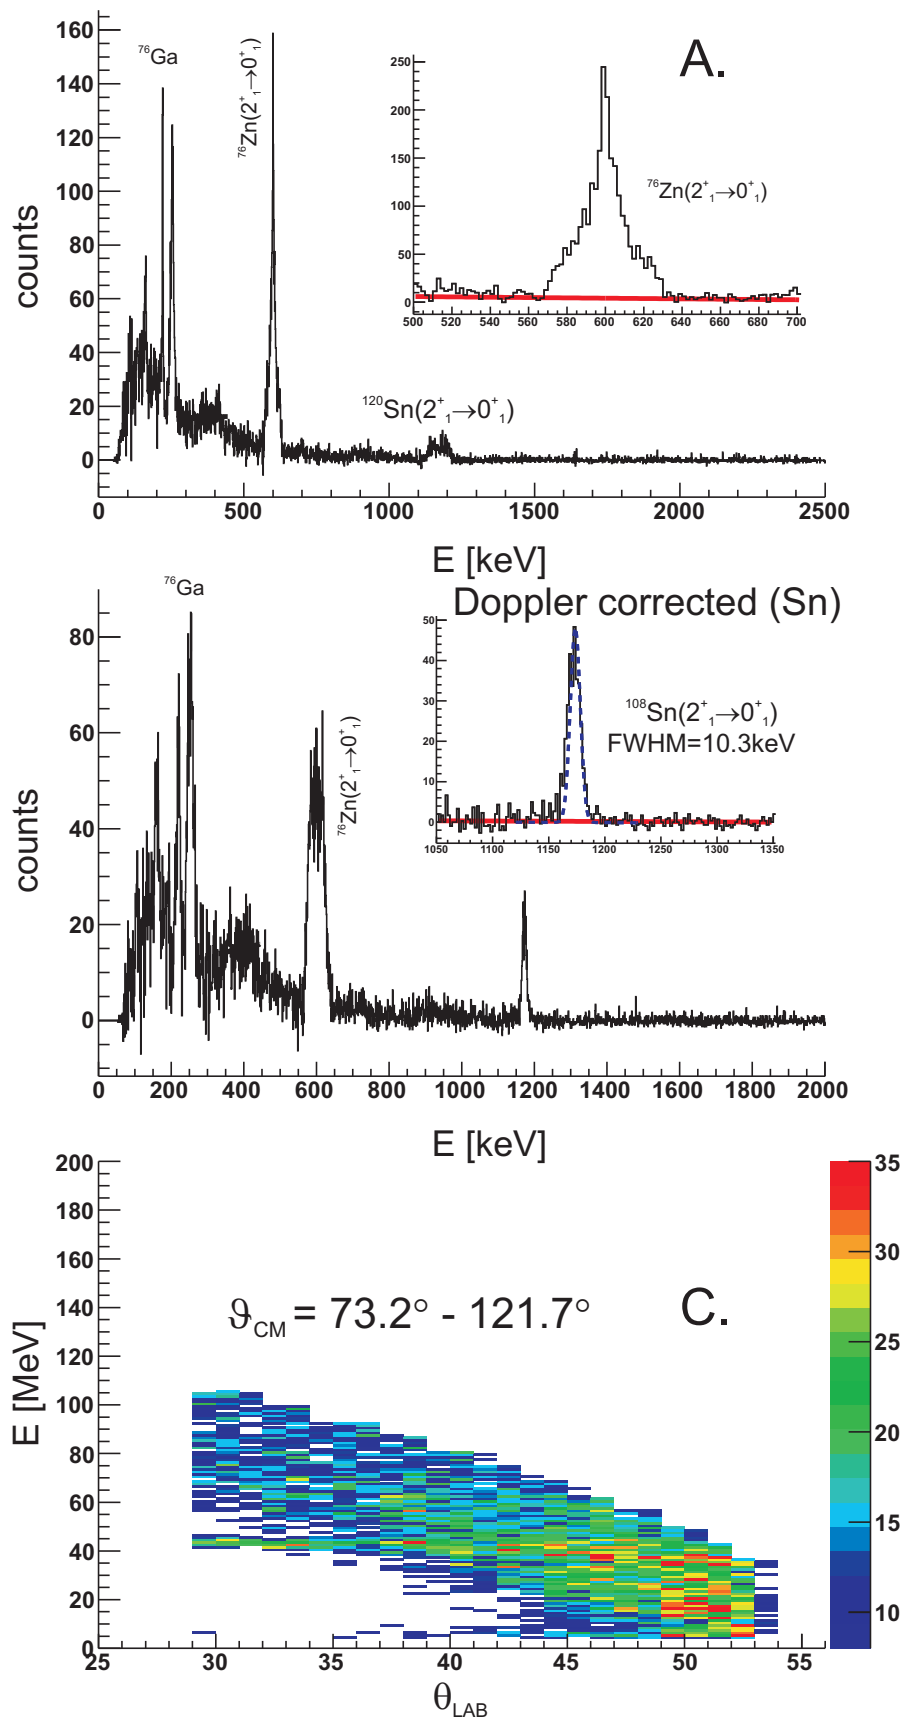 A.
⁷⁶Ga
⁷⁶Zn(2⁺₁→0⁺₁)
counts
160
140
120
100
80
60
40
20
0
250
200
150
100
50
0
500 520 540 560 580 600 620 640 660 680 700
⁷⁶Zn(2⁺₁→0⁺₁)
¹²⁰Sn(2⁺₁→0⁺₁)
0 500 1000 1500 2000 2500
E [keV]
⁷⁶Ga
Doppler corrected (Sn)
counts
80
60
40
20
0
50
40
30
20
10
0
1050 1100 1150 1200 1250 1300 1350
¹⁰⁸Sn(2⁺₁→0⁺₁)
FWHM=10.3keV
⁷⁶Zn(2⁺₁→0⁺₁)
0 200 400 600 800 1000 1200 1400 1600 1800 2000
E [keV]
E [MeV]
200
180
160
140
120
100
80
60
40
20
0
ϑCM = 73.2° - 121.7°
C.
35
30
25
20
15
10
25 30 35 40 45 50 55
θLAB